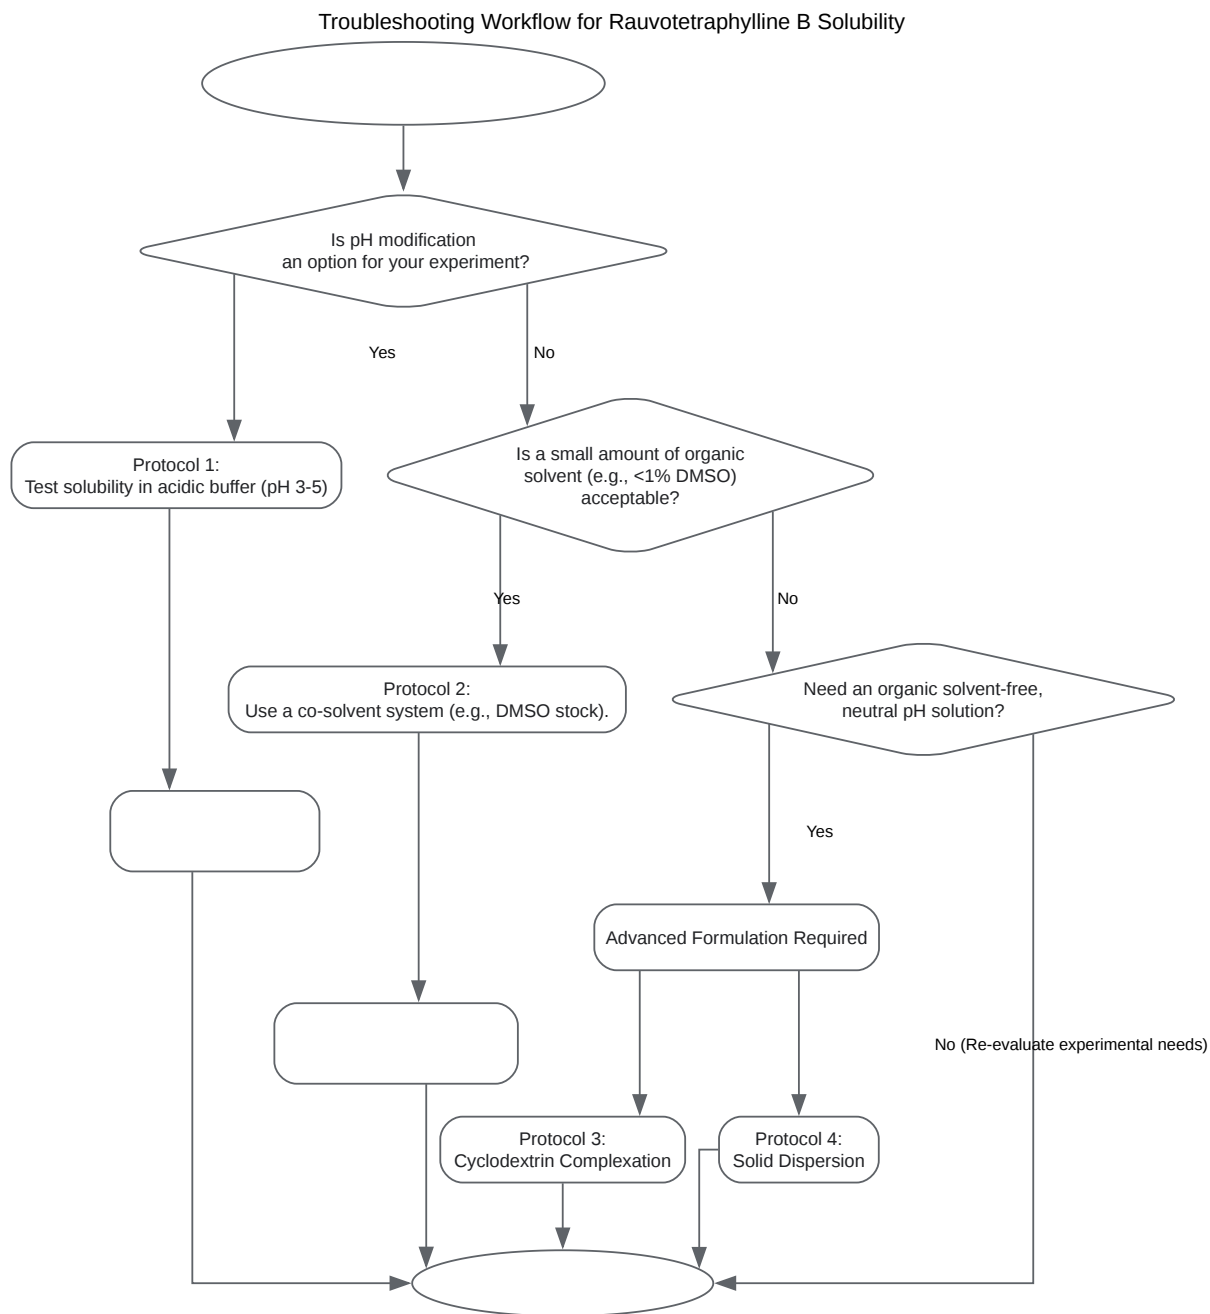 Troubleshooting Workflow for Rauvotetraphylline B Solubility
Is pH modification
an option for your experiment?
Yes
No
Protocol 1:
Test solubility in acidic buffer (pH 3-5)
Is a small amount of organic
solvent (e.g., <1% DMSO)
acceptable?
Yes
No
Protocol 2:
Use a co-solvent system (e.g., DMSO stock).
Need an organic solvent-free,
neutral pH solution?
Yes
Advanced Formulation Required
No (Re-evaluate experimental needs)
Protocol 3:
Cyclodextrin Complexation
Protocol 4:
Solid Dispersion